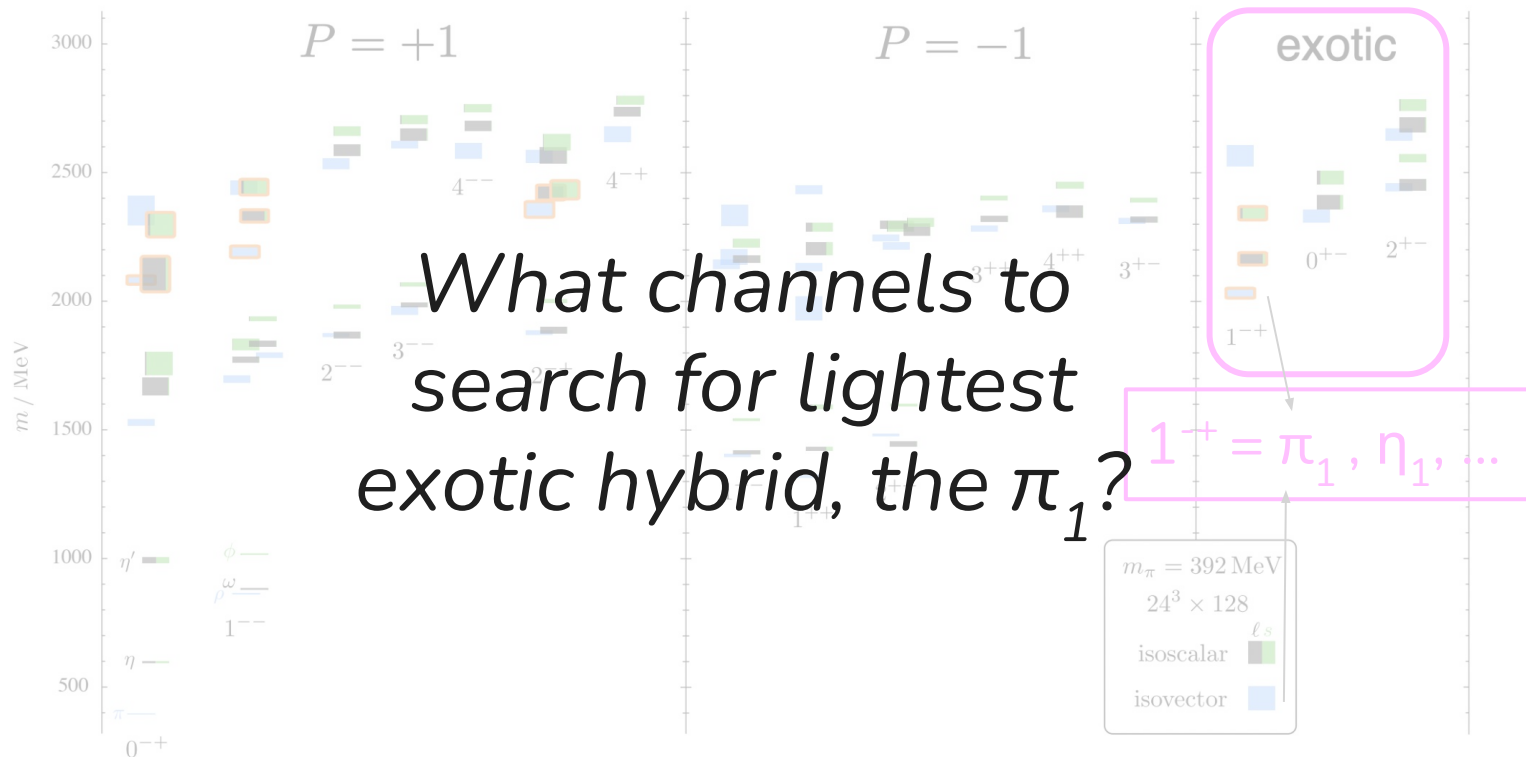 P = +1
P = −1
exotic
3000
2500
2000
1500
1000
500
m / MeV
4⁻⁻
4⁻⁺
2⁻⁻
3⁻⁻
2⁻⁺
3⁺⁺
4⁺⁺
3⁺⁻
1⁻⁺
0⁺⁻
2⁺⁻
What channels to
search for lightest
exotic hybrid, the π₁?
1⁻⁺ = π₁ , η₁, ...
1⁺⁺
η′
ϕ
ω
ρ
1⁻⁻
η
π
0⁻⁺
mπ = 392 MeV
24³ × 128
ℓ s
isoscalar
isovector